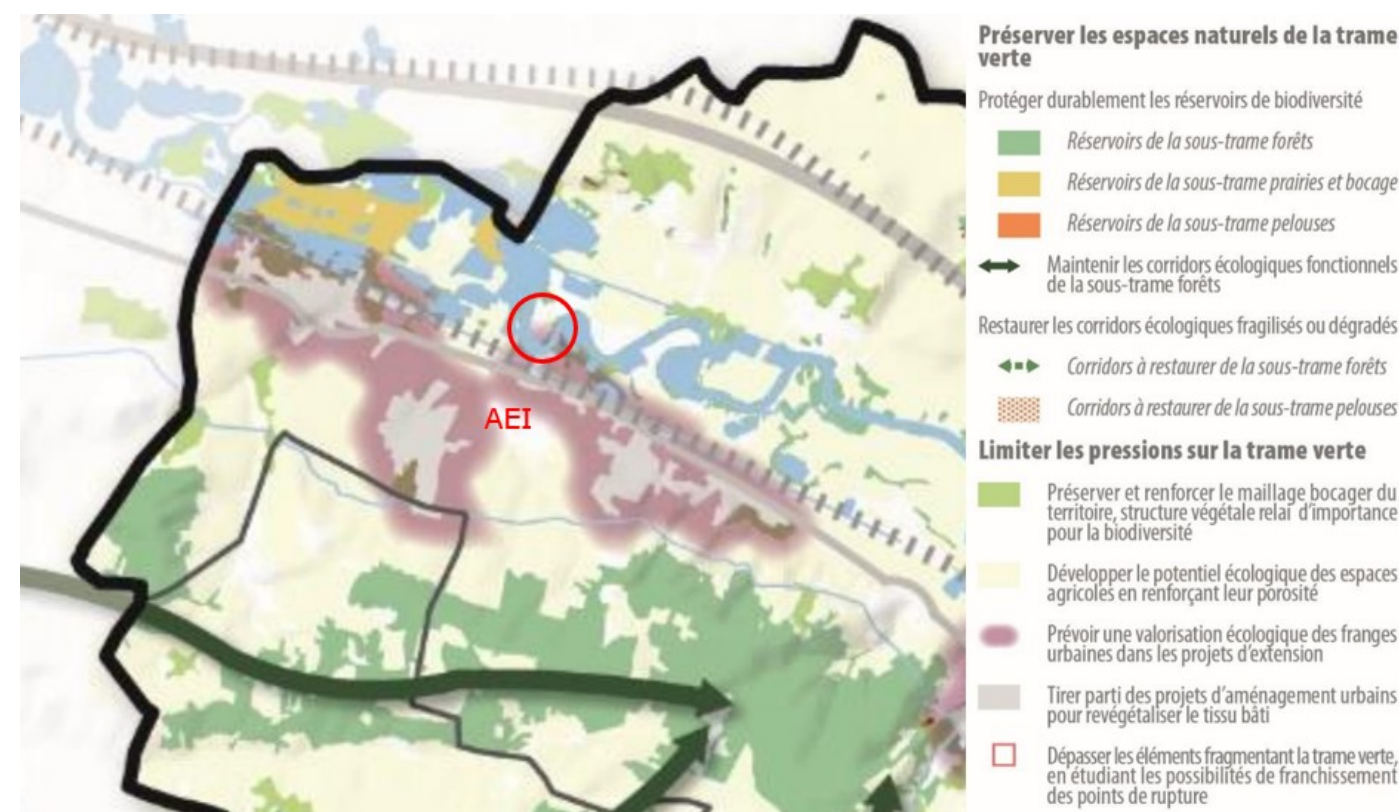 Préserver les espaces naturels de la trame
verte
Protéger durablement les réservoirs de biodiversité
Réservoirs de la sous-trame forêts
Réservoirs de la sous-trame prairies et bocage
Réservoirs de la sous-trame pelouses
Maintenir les corridors écologiques fonctionnels
de la sous-trame forêts
Restaurer les corridors écologiques fragilisés ou dégradés
Corridors à restaurer de la sous-trame forêts
Corridors à restaurer de la sous-trame pelouses
Limiter les pressions sur la trame verte
Préserver et renforcer le maillage bocager du
territoire, structure végétale relai d'importance
pour la biodiversité
Développer le potentiel écologique des espaces
agricoles en renforçant leur porosité
Prévoir une valorisation écologique des franges
urbaines dans les projets d'extension
Tirer parti des projets d'aménagement urbains
pour revégétaliser le tissu bâti
Dépasser les éléments fragmentant la trame verte,
en étudiant les possibilités de franchissement
des points de rupture
AEI